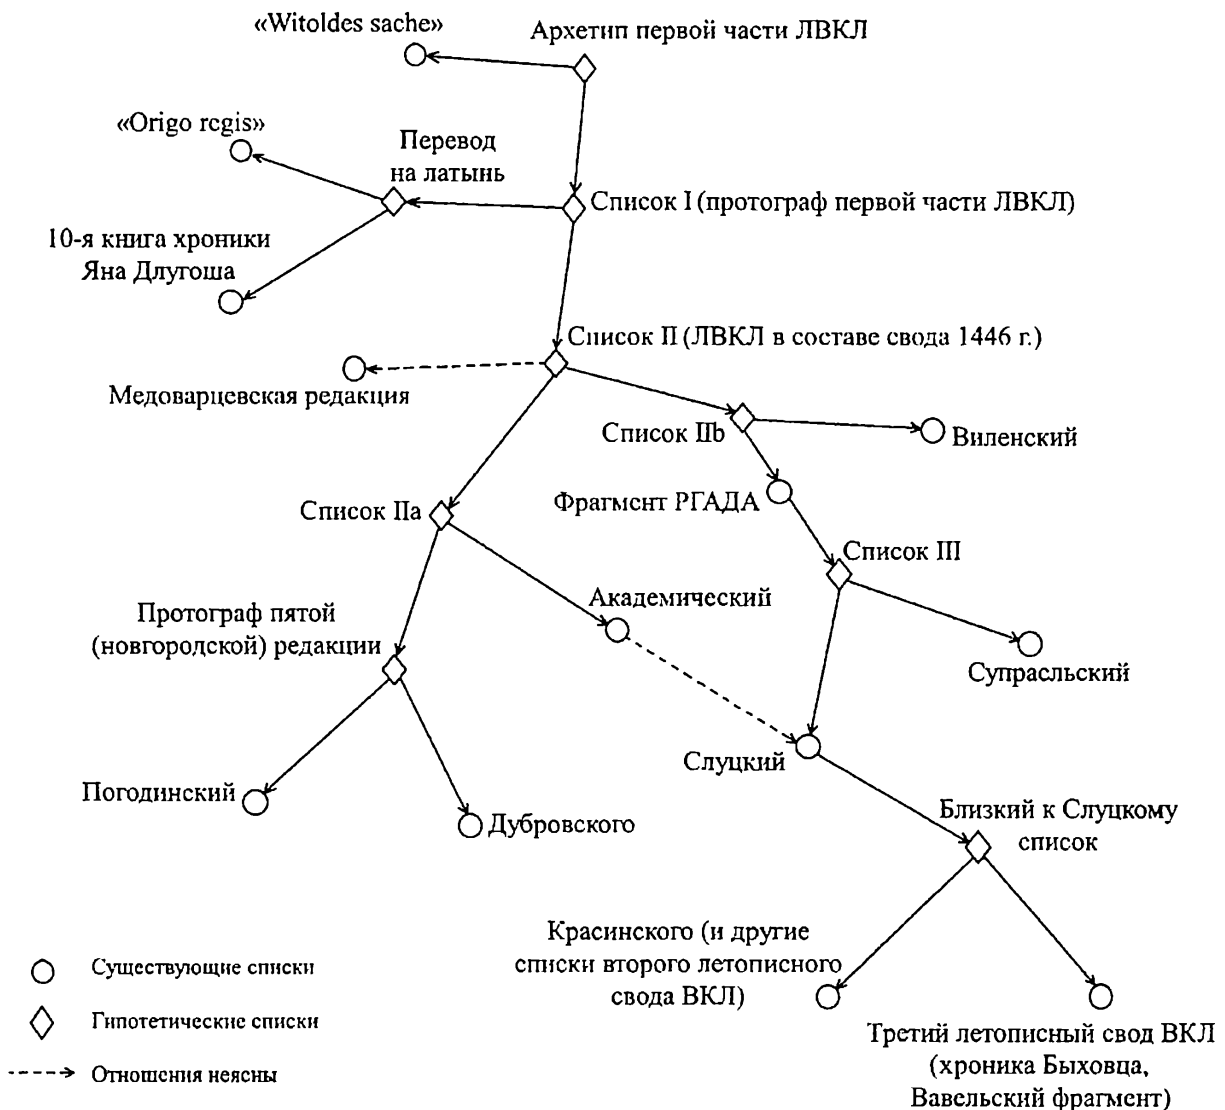 «Witoldes sache»
Архетип первой части ЛВКЛ
«Origo regis»
Перевод
на латынь
Список I (протограф первой части ЛВКЛ)
10-я книга хроники
Яна Длугоша
Список II (ЛВКЛ в составе свода 1446 г.)
Медоварцевская редакция
Список IIb
Виленский
Список IIa
Фрагмент РГАДА
Список III
Академический
Протограф пятой
(новгородской) редакции
Супрасльский
Слуцкий
Погодинский
Дубровского
Близкий к Слуцкому
список
Красинского (и другие
списки второго летописного
свода ВКЛ)
Третий летописный свод ВКЛ
(хроника Быховца,
Вавельский фрагмент)
Существующие списки
Гипотетические списки
Отношения неясны